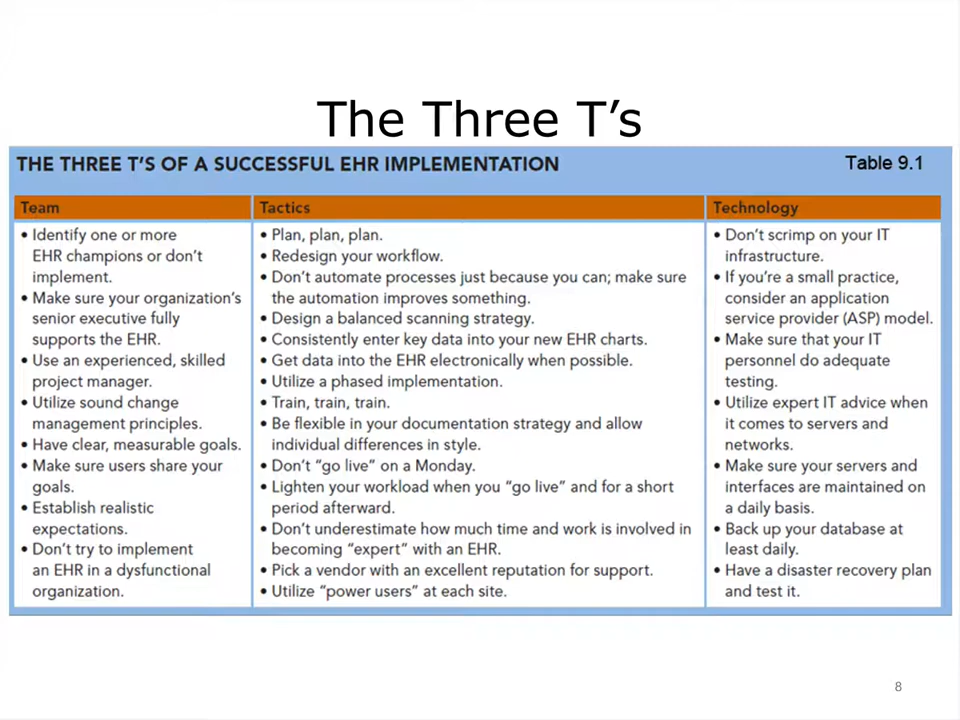 The Three T's
THE THREE T'S OF A SUCCESSFUL EHR IMPLEMENTATION
Table 9.1
Team
• Identify one or more
EHR champions or don't
implement.
• Make sure your organization's
senior executive fully
supports the EHR.
• Use an experienced, skilled
project manager.
• Utilize sound change
management principles.
• Have clear, measurable goals.
• Make sure users share your
goals.
• Establish realistic
expectations.
• Don't try to implement
an EHR in a dysfunctional
organization.
Tactics
• Plan, plan, plan.
• Redesign your workflow.
• Don't automate processes just because you can; make sure
the automation improves something.
• Design a balanced scanning strategy.
• Consistently enter key data into your new EHR charts.
• Get data into the EHR electronically when possible.
• Utilize a phased implementation.
• Train, train, train.
• Be flexible in your documentation strategy and allow
individual differences in style.
• Don't “go live” on a Monday.
• Lighten your workload when you “go live” and for a short
period afterward.
• Don't underestimate how much time and work is involved in
becoming “expert” with an EHR.
• Pick a vendor with an excellent reputation for support.
• Utilize “power users” at each site.
Technology
• Don't scrimp on your IT
infrastructure.
• If you're a small practice,
consider an application
service provider (ASP) model.
• Make sure that your IT
personnel do adequate
testing.
• Utilize expert IT advice when
it comes to servers and
networks.
• Make sure your servers and
interfaces are maintained on
a daily basis.
• Back up your database at
least daily.
• Have a disaster recovery plan
and test it.
8